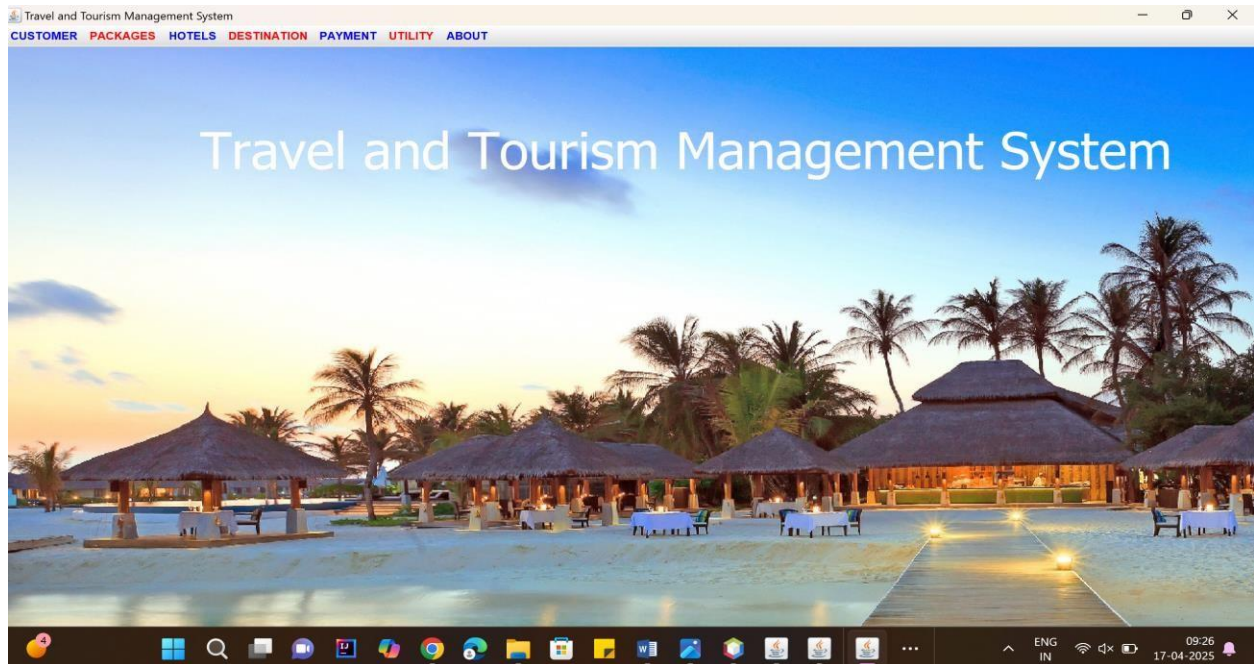 Travel and Tourism Management System
CUSTOMER PACKAGES HOTELS DESTINATION PAYMENT UTILITY ABOUT
Travel and Tourism Management System
4
ENG
IN
09:26
17-04-2025